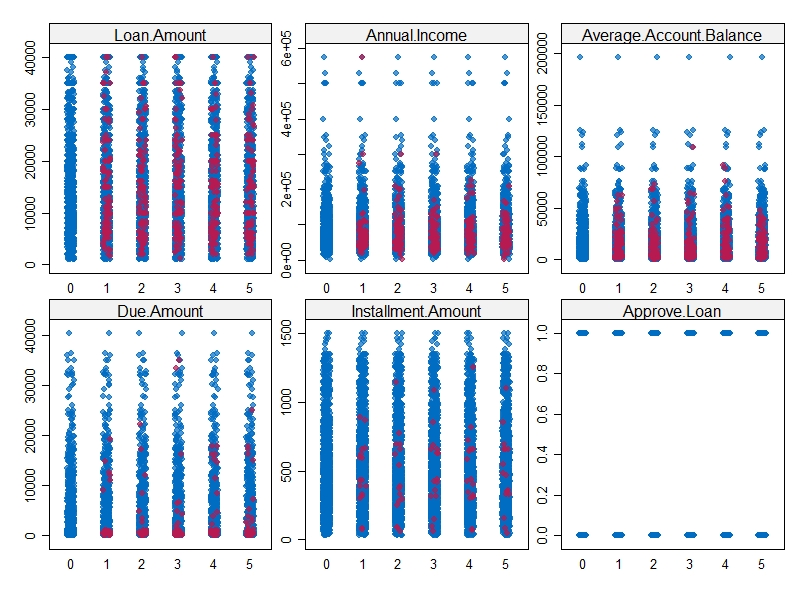 Loan.Amount
Annual.Income
Average.Account.Balance
0 10000 20000 30000 40000
0e+00 2e+05 4e+05 6e+05
0 50000 100000 150000 200000
0 1 2 3 4 5
0 1 2 3 4 5
0 1 2 3 4 5
Due.Amount
Installment.Amount
Approve.Loan
0 10000 20000 30000 40000
0 500 1000 1500
0.0 0.2 0.4 0.6 0.8 1.0
0 1 2 3 4 5
0 1 2 3 4 5
0 1 2 3 4 5